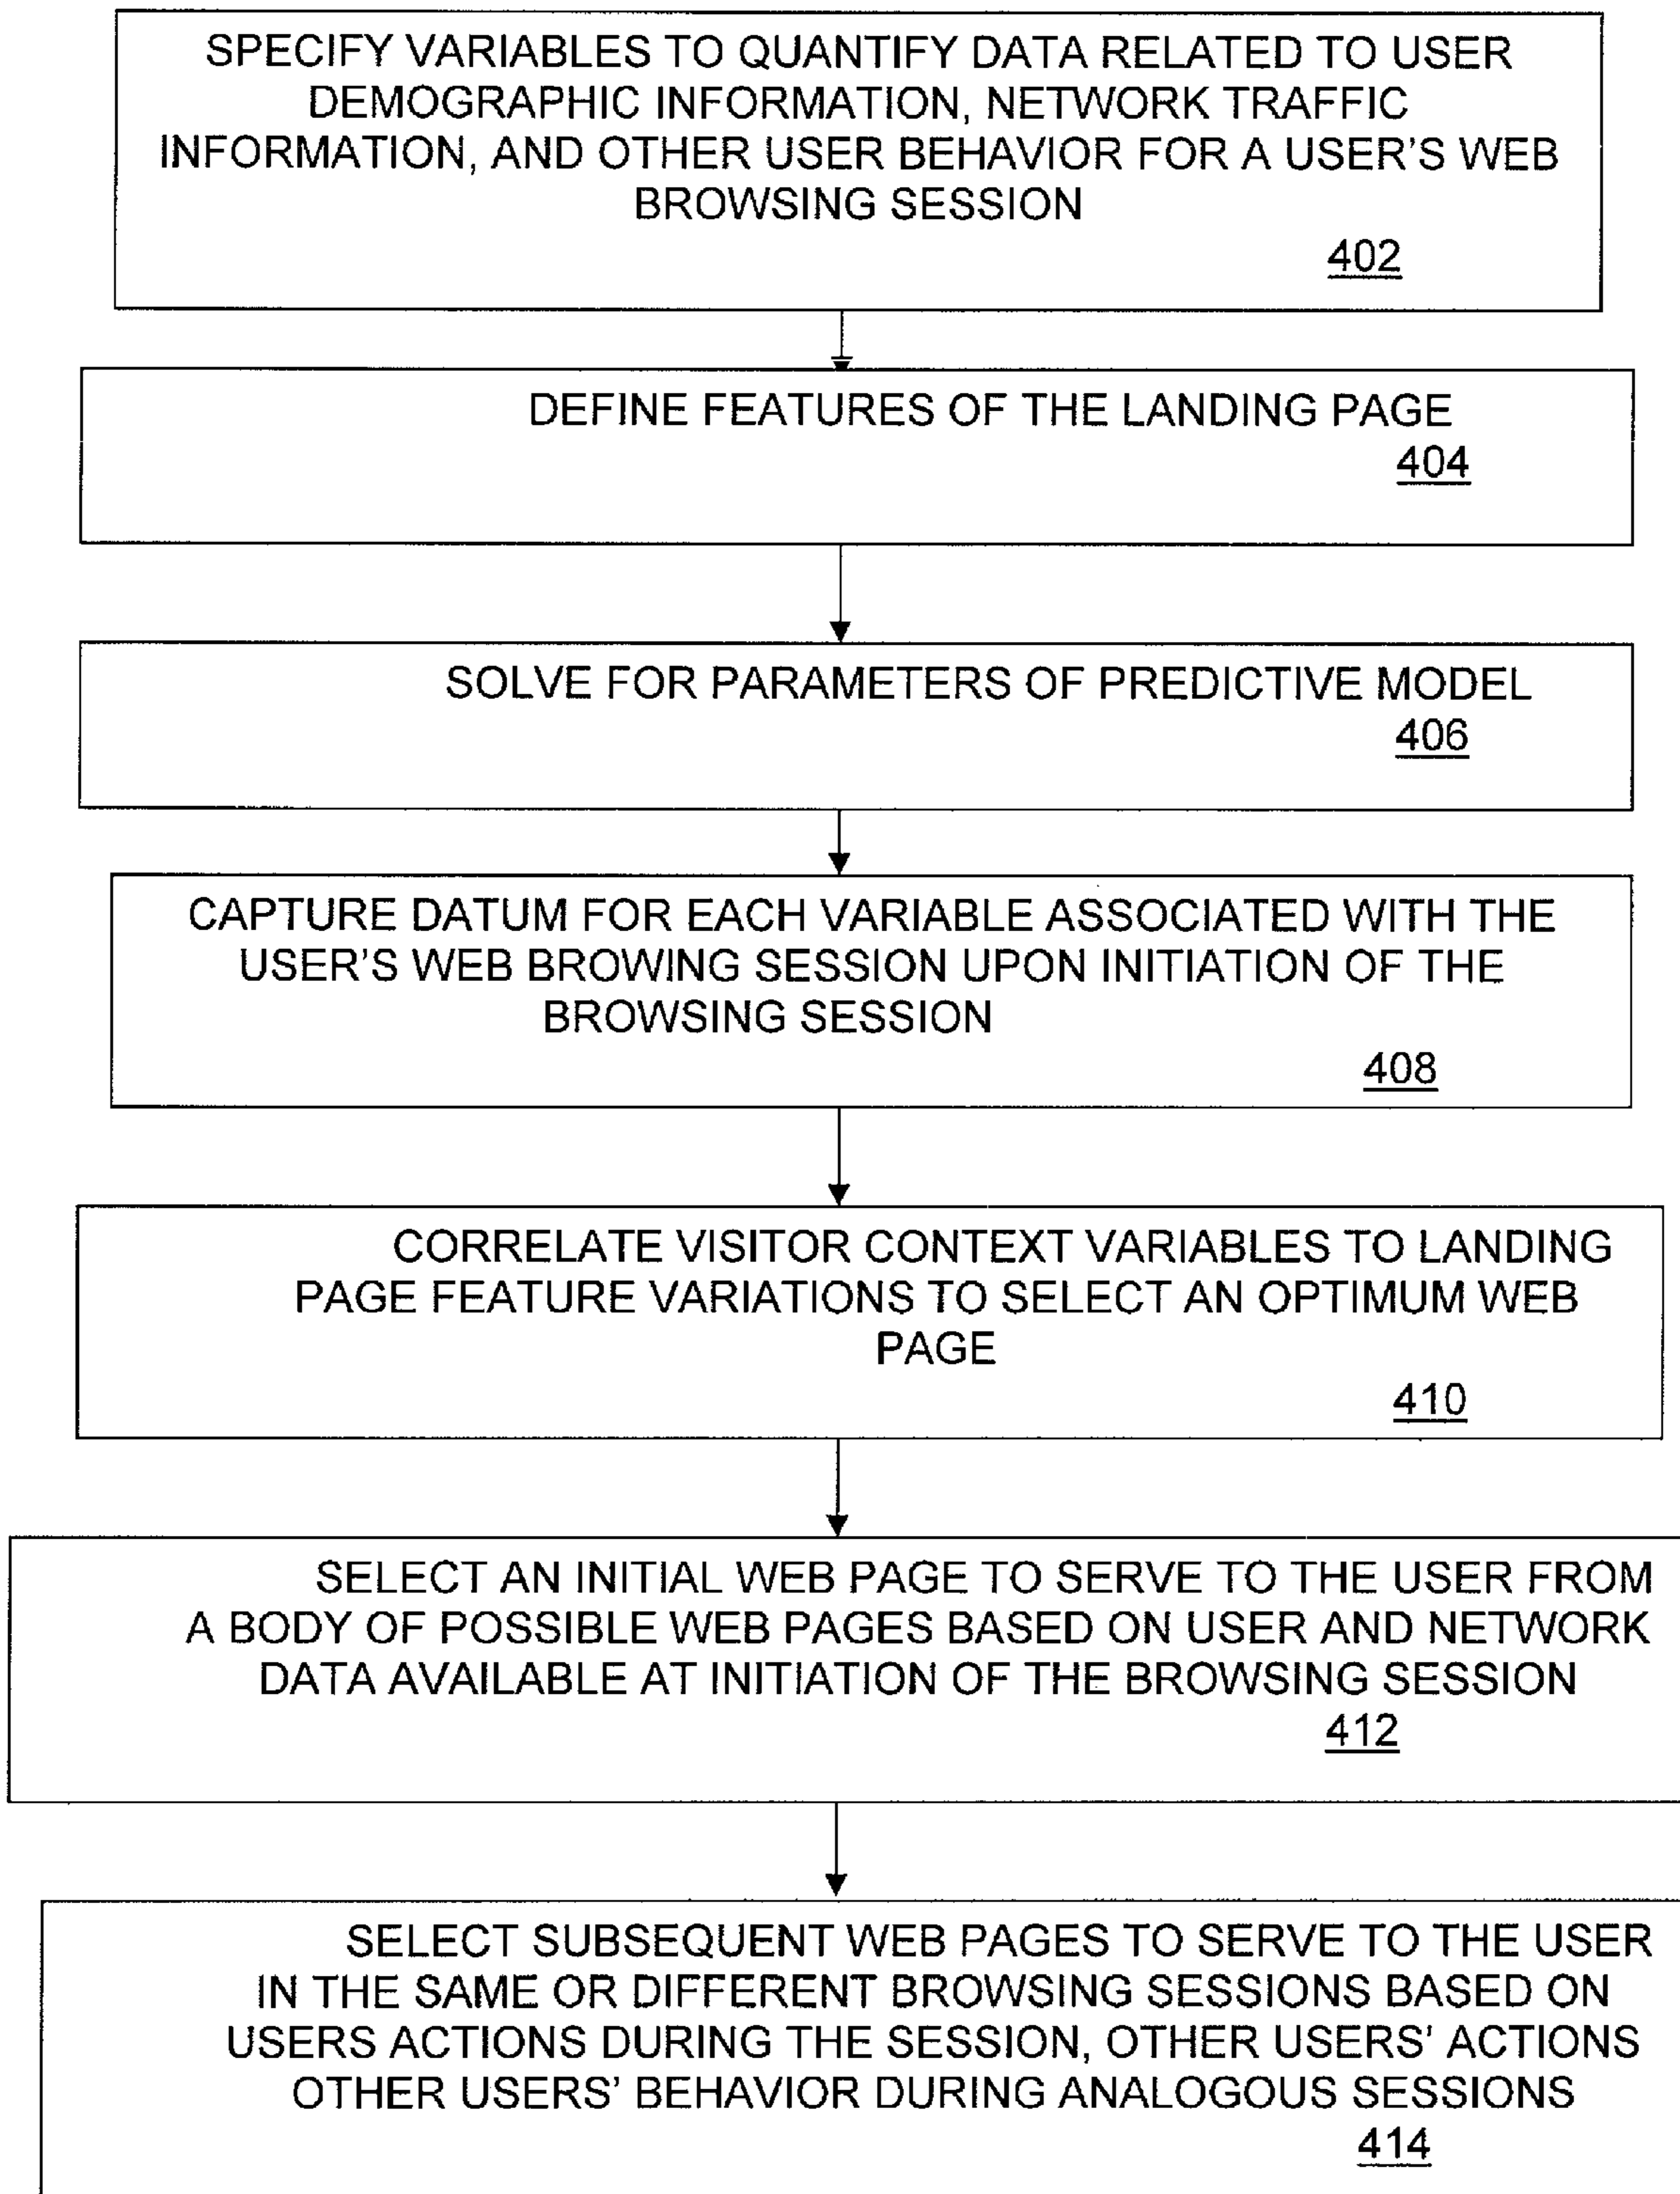 SPECIFY VARIABLES TO QUANTIFY DATA RELATED TO USER
DEMOGRAPHIC INFORMATION, NETWORK TRAFFIC
INFORMATION, AND OTHER USER BEHAVIOR FOR A USER'S WEB
BROWSING SESSION
402
DEFINE FEATURES OF THE LANDING PAGE
404
SOLVE FOR PARAMETERS OF PREDICTIVE MODEL
406
CAPTURE DATUM FOR EACH VARIABLE ASSOCIATED WITH THE
USER'S WEB BROWING SESSION UPON INITIATION OF THE
BROWSING SESSION
408
CORRELATE VISITOR CONTEXT VARIABLES TO LANDING
PAGE FEATURE VARIATIONS TO SELECT AN OPTIMUM WEB
PAGE
410
SELECT AN INITIAL WEB PAGE TO SERVE TO THE USER FROM
A BODY OF POSSIBLE WEB PAGES BASED ON USER AND NETWORK
DATA AVAILABLE AT INITIATION OF THE BROWSING SESSION
412
SELECT SUBSEQUENT WEB PAGES TO SERVE TO THE USER
IN THE SAME OR DIFFERENT BROWSING SESSIONS BASED ON
USERS ACTIONS DURING THE SESSION, OTHER USERS' ACTIONS
OTHER USERS' BEHAVIOR DURING ANALOGOUS SESSIONS
414